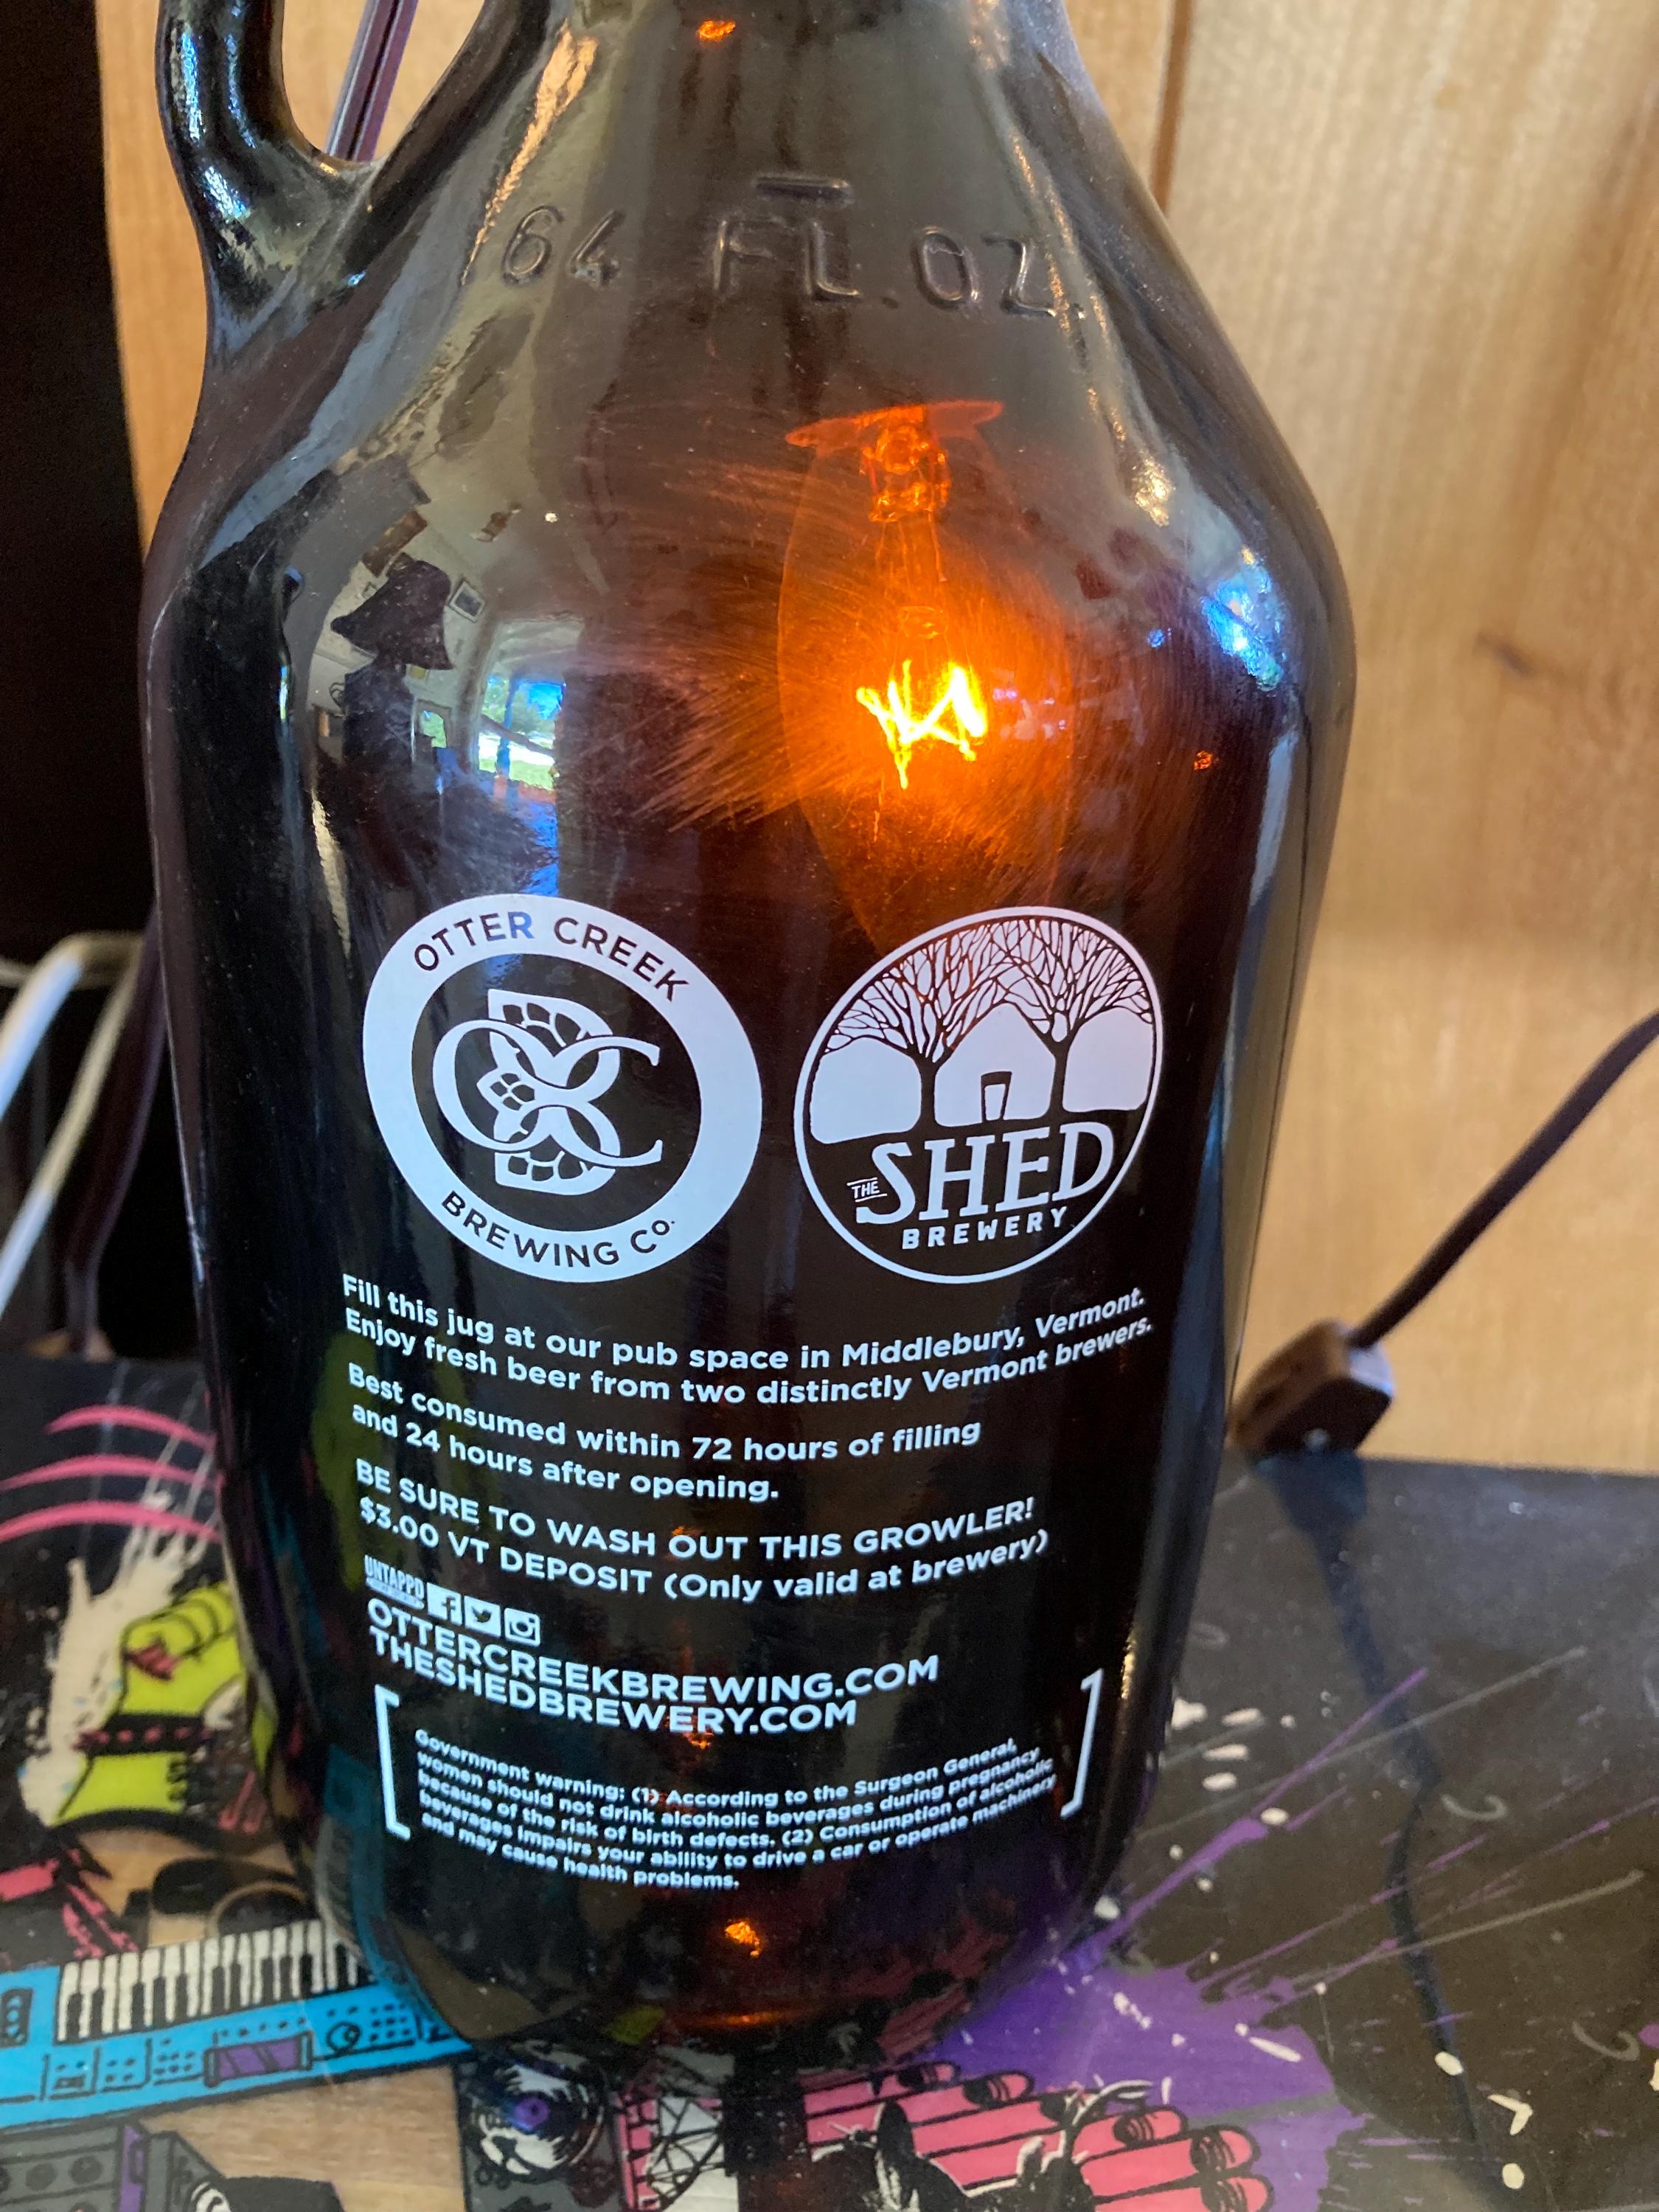 64 FL.OZ.
OTTER CREEK
BREWING Co.
OCB
THE SHED
BREWERY
Fill this jug at our pub space in Middlebury, Vermont.
Enjoy fresh beer from two distinctly Vermont brewers.
Best consumed within 72 hours of filling
and 24 hours after opening.
BE SURE TO WASH OUT THIS GROWLER!
$3.00 VT DEPOSIT (Only valid at brewery)
UNTAPPD
OTTERCREEKBREWING.COM
THESHEDBREWERY.COM
Government warning: (1) According to the Surgeon General,
women should not drink alcoholic beverages during pregnancy
because of the risk of birth defects. (2) Consumption of alcoholic
beverages impairs your ability to drive a car or operate machinery
and may cause health problems.